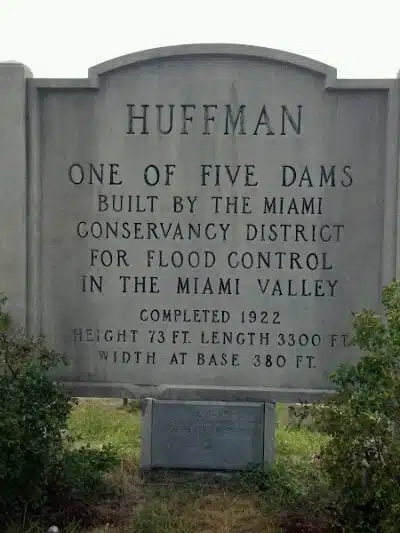 HUFFMAN
ONE OF FIVE DAMS
BUILT BY THE MIAMI
CONSERVANCY DISTRICT
FOR FLOOD CONTROL
IN THE MIAMI VALLEY
COMPLETED 1922
HEIGHT 73 FT. LENGTH 3300 FT.
WIDTH AT BASE 380 FT.